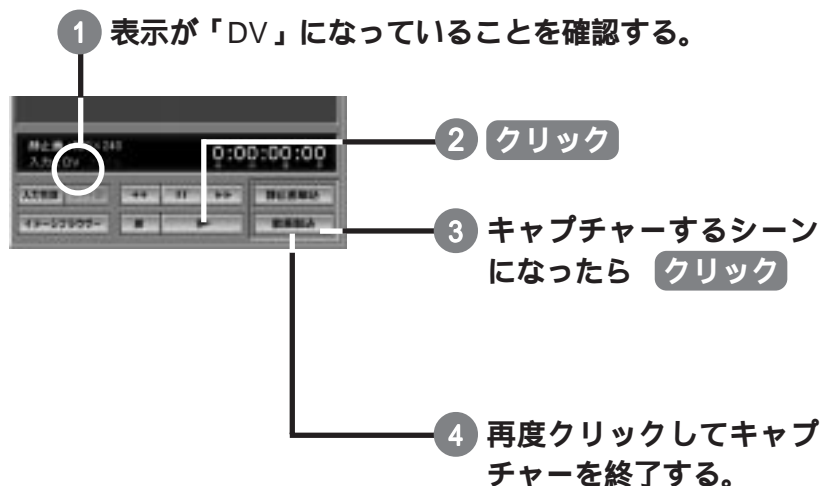 1 表示が「DV」になっていることを確認する。
入力 DV
0:00:00:00
2 クリック
3 キャプチャーするシーン
になったら クリック
4 再度クリックしてキャプ
チャーを終了する。